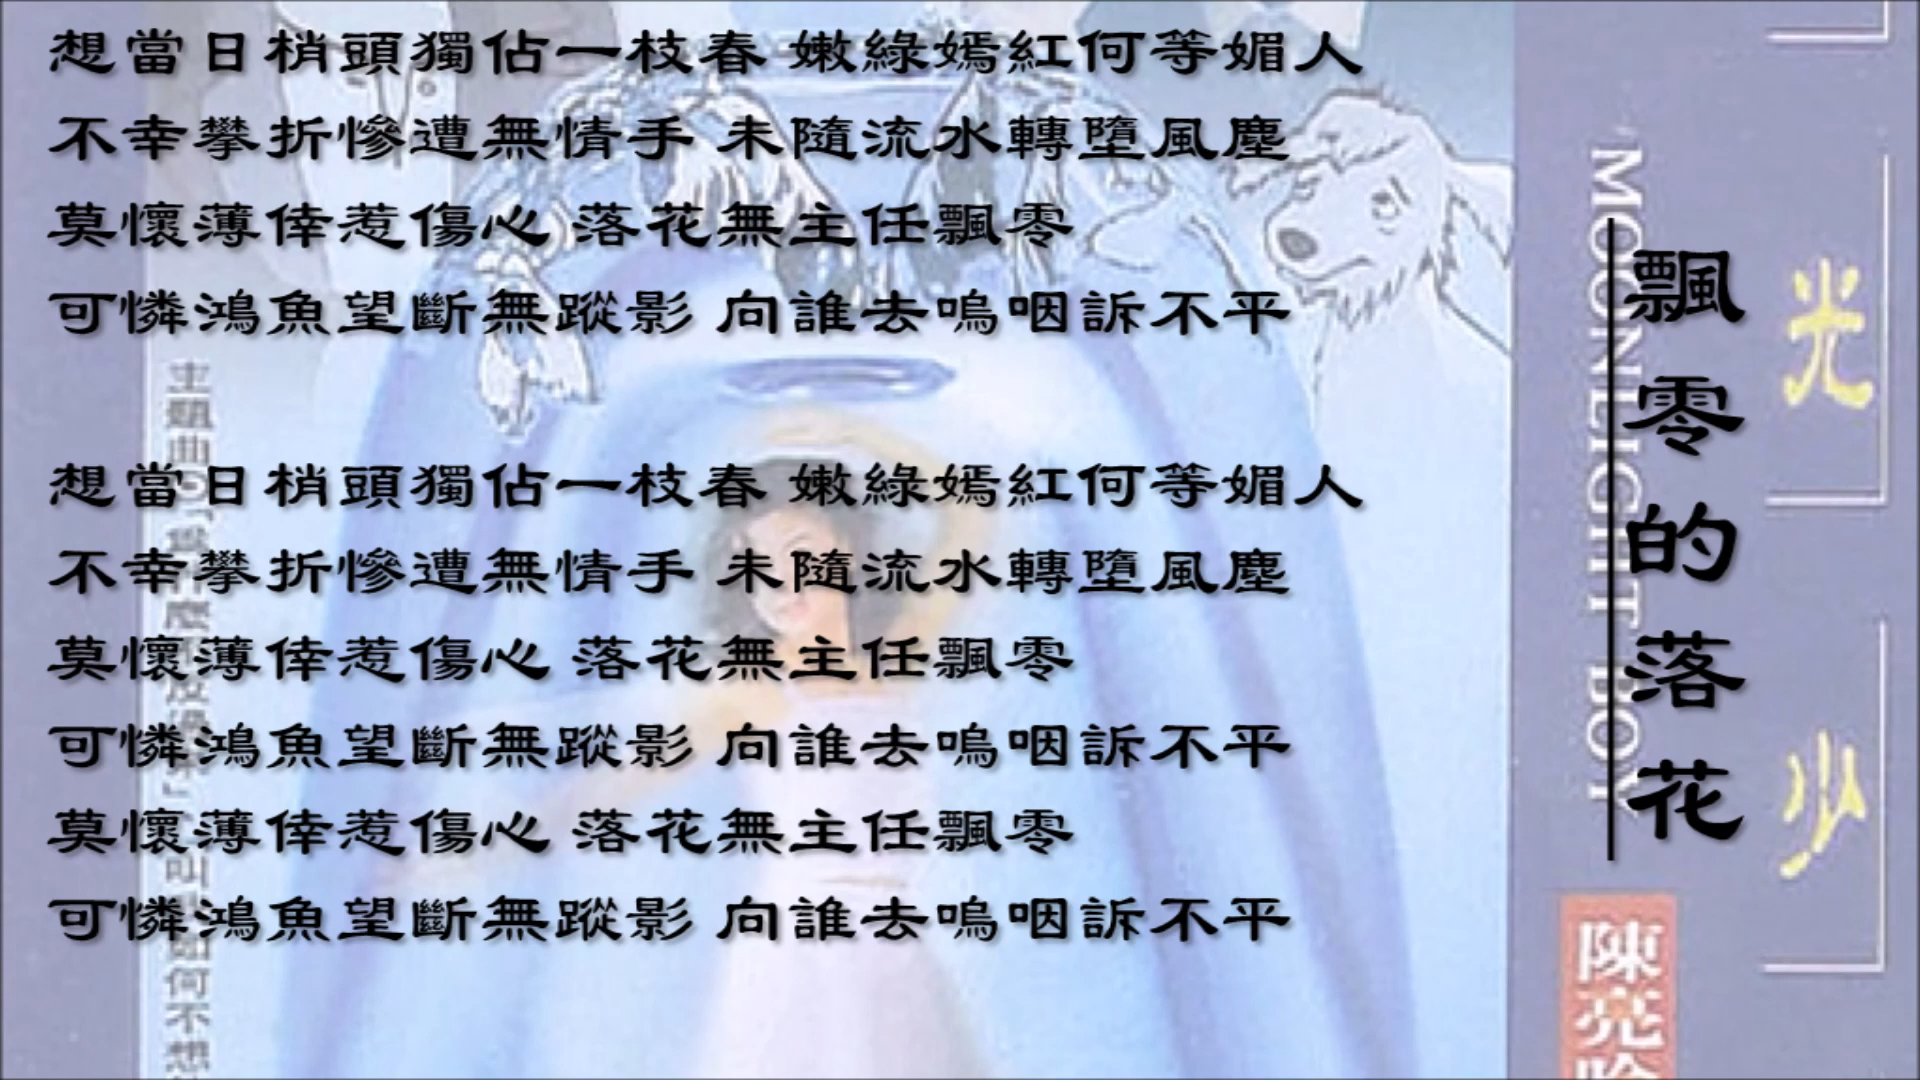 想當日梢頭獨佔一枝春 嫩綠嫣紅何等媚人
不幸攀折慘遭無情手 未隨流水轉墮風塵
莫懷薄倖惹傷心 落花無主任飄零
可憐鴻魚望斷無蹤影 向誰去嗚咽訴不平
想當日梢頭獨佔一枝春 嫩綠嫣紅何等媚人
不幸攀折慘遭無情手 未隨流水轉墮風塵
莫懷薄倖惹傷心 落花無主任飄零
可憐鴻魚望斷無蹤影 向誰去嗚咽訴不平
莫懷薄倖惹傷心 落花無主任飄零
可憐鴻魚望斷無蹤影 向誰去嗚咽訴不平
飄零的落花
MOONLIGHT BOY
光
少
陳亮
主題曲
如何不想